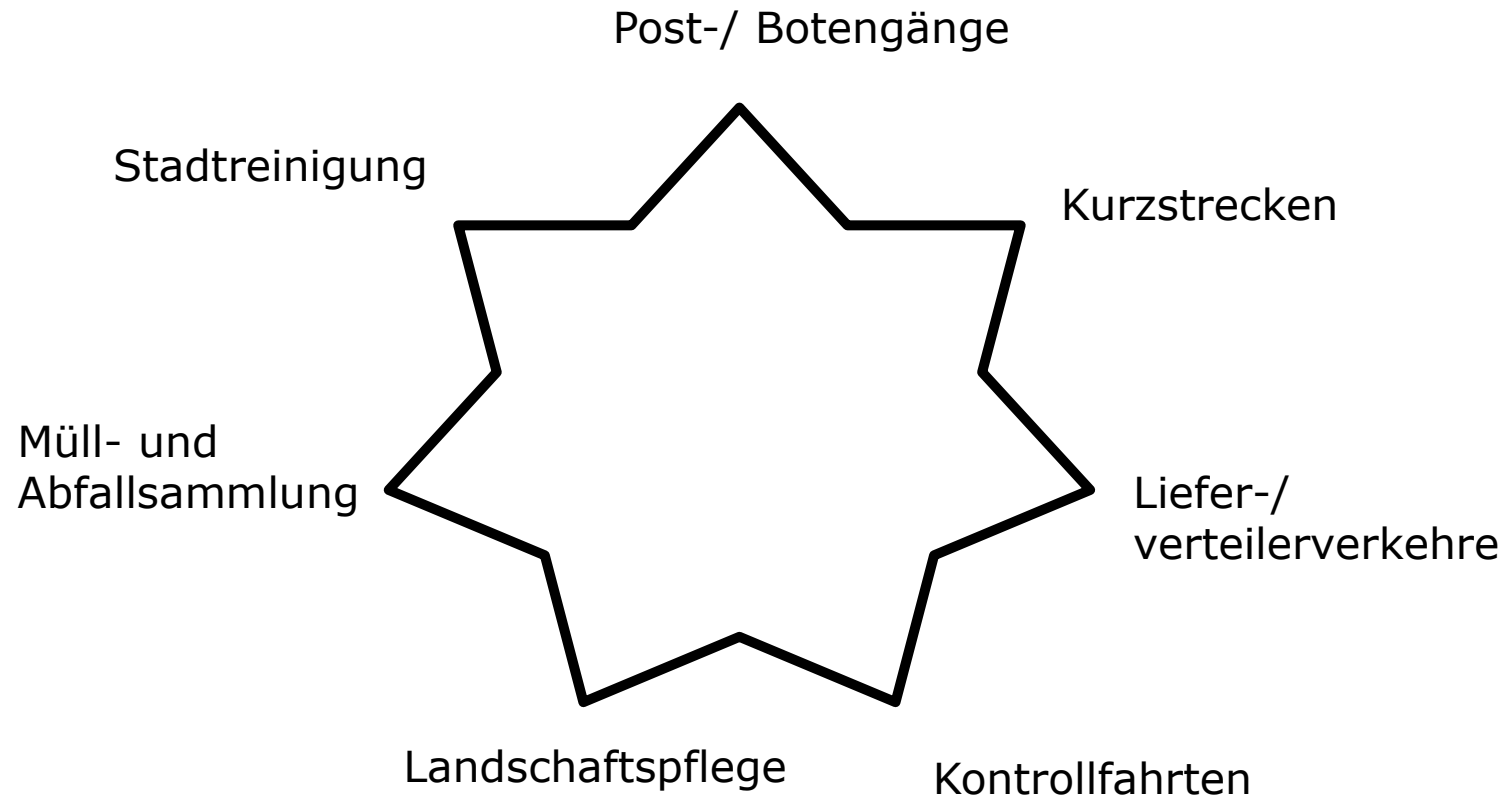 Post-/ Botengänge
Stadtreinigung
Kurzstrecken
Müll- und
Abfallsammlung
Liefer-/
verteilerverkehre
Landschaftspflege
Kontrollfahrten